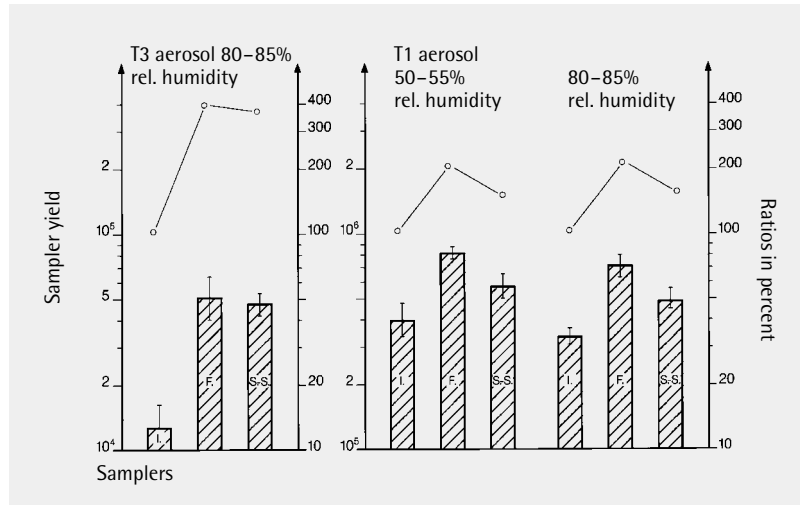 T3 aerosol 80–85%
rel. humidity
T1 aerosol
50–55%
rel. humidity
80–85%
rel. humidity
Sampler yield
2
10⁵
5
2
10⁴
400
300
200
100
50
20
10
2
10⁶
5
2
10⁵
400
300
200
100
50
20
10
Ratios in percent
I.
F.
S.-S.
I.
F.
S.-S.
I.
F.
S.-S.
Samplers